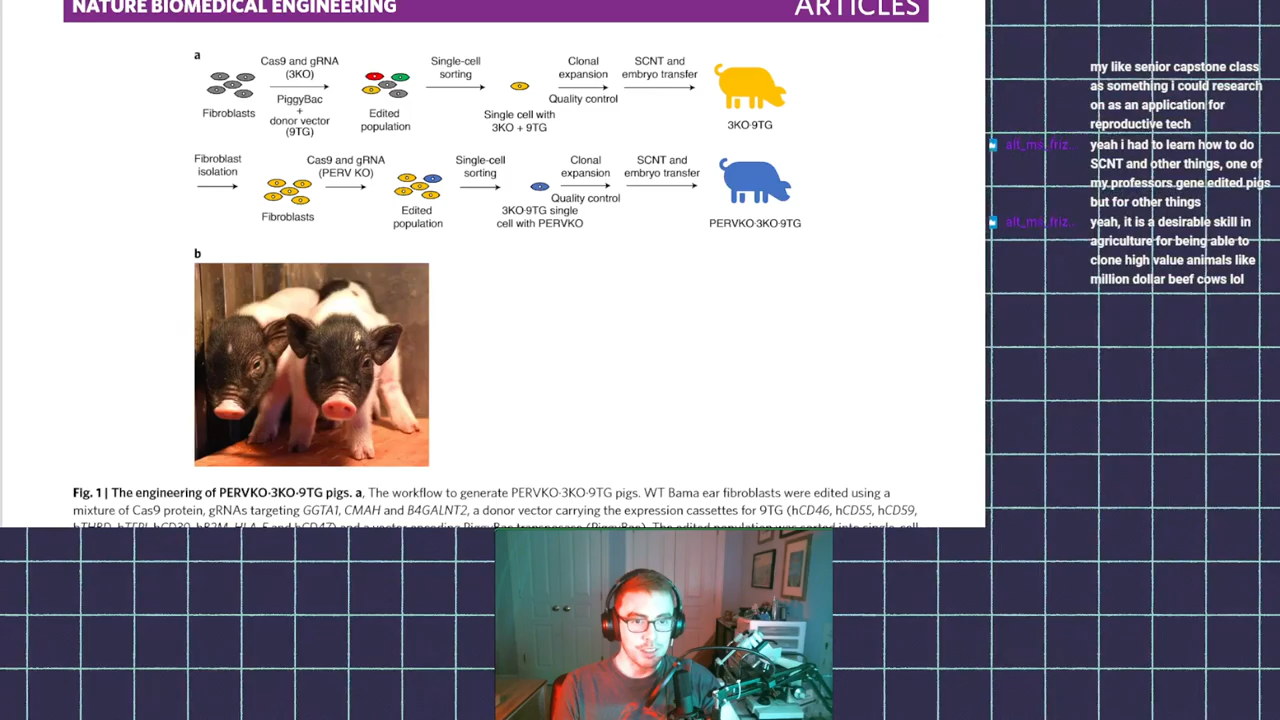 NATURE BIOMEDICAL ENGINEERING
ARTICLES
a
Cas9 and gRNA
(3KO)
PiggyBac
+
donor vector
(9TG)
Fibroblasts
Edited
population
Single-cell
sorting
Single cell with
3KO + 9TG
Clonal
expansion
Quality control
SCNT and
embryo transfer
3KO·9TG
Fibroblast
isolation
Fibroblasts
Cas9 and gRNA
(PERV KO)
Edited
population
Single-cell
sorting
3KO·9TG single
cell with PERVKO
Clonal
expansion
Quality control
SCNT and
embryo transfer
PERVKO·3KO·9TG
b
Fig. 1 | The engineering of PERVKO·3KO·9TG pigs. a, The workflow to generate PERVKO·3KO·9TG pigs. WT Bama ear fibroblasts were edited using a
mixture of Cas9 protein, gRNAs targeting GGTA1, CMAH and B4GALNT2, a donor vector carrying the expression cassettes for 9TG (hCD46, hCD55, hCD59,
my like senior capstone class
as something i could research
on as an application for
reproductive tech
yeah i had to learn how to do
SCNT and other things, one of
my professors gene edited pigs
but for other things
yeah, it is a desirable skill in
agriculture for being able to
clone high value animals like
million dollar beef cows lol